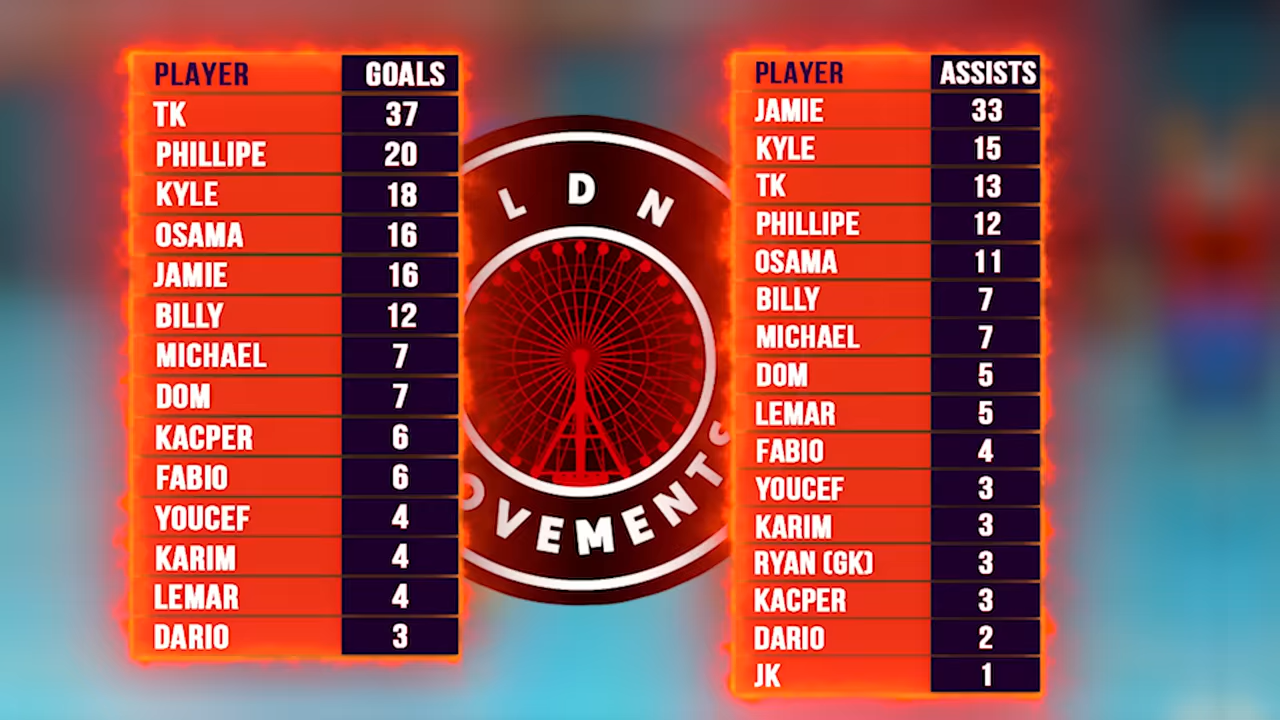 PLAYER GOALS
TK 37
PHILLIPE 20
KYLE 18
OSAMA 16
JAMIE 16
BILLY 12
MICHAEL 7
DOM 7
KACPER 6
FABIO 6
YOUCEF 4
KARIM 4
LEMAR 4
DARIO 3
LDN
OVEMENTS
PLAYER ASSISTS
JAMIE 33
KYLE 15
TK 13
PHILLIPE 12
OSAMA 11
BILLY 7
MICHAEL 7
DOM 5
LEMAR 5
FABIO 4
YOUCEF 3
KARIM 3
RYAN (GK) 3
KACPER 3
DARIO 2
JK 1